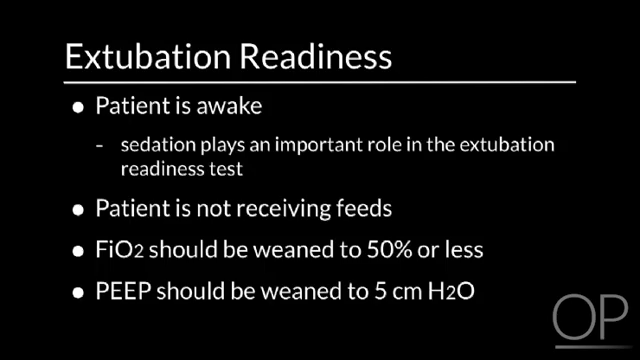 Extubation Readiness
● Patient is awake
- sedation plays an important role in the extubation
readiness test
● Patient is not receiving feeds
● FiO2 should be weaned to 50% or less
● PEEP should be weaned to 5 cm H2O
OP